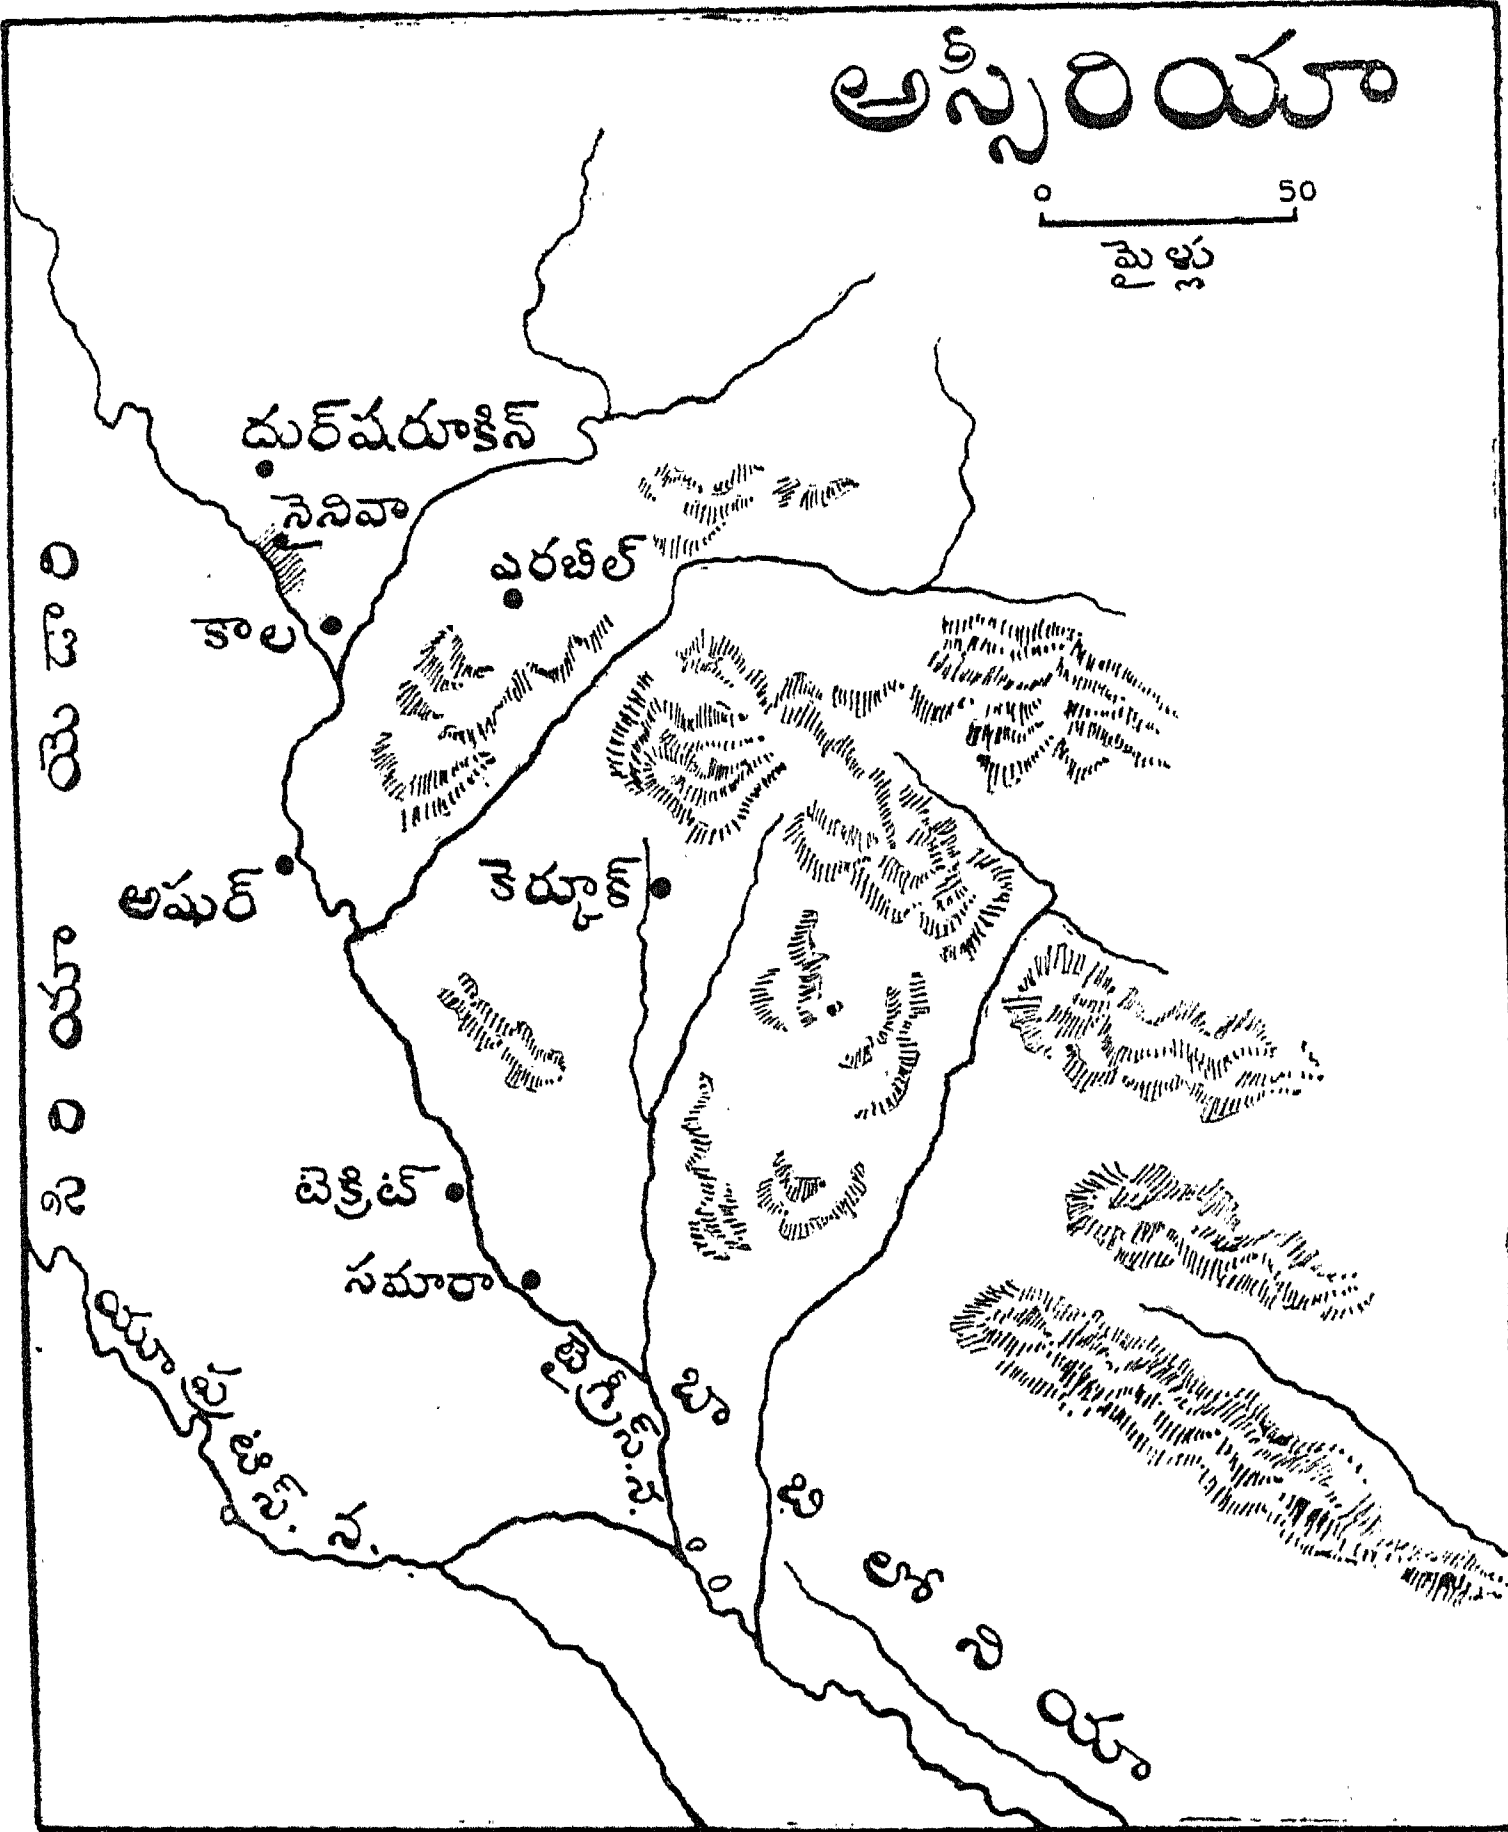 అస్సీరియా
0 50
మైళ్లు
దుర్‌షరూకిన్
నెనివా
ఎరబీల్
కాల
అషుర్
కెర్కూక్
టెక్రిట్
సమారా
సిరియా యెడారి
యూఫ్రటీస్. న.
టైగ్రీస్. న.
బాబిలోనియా